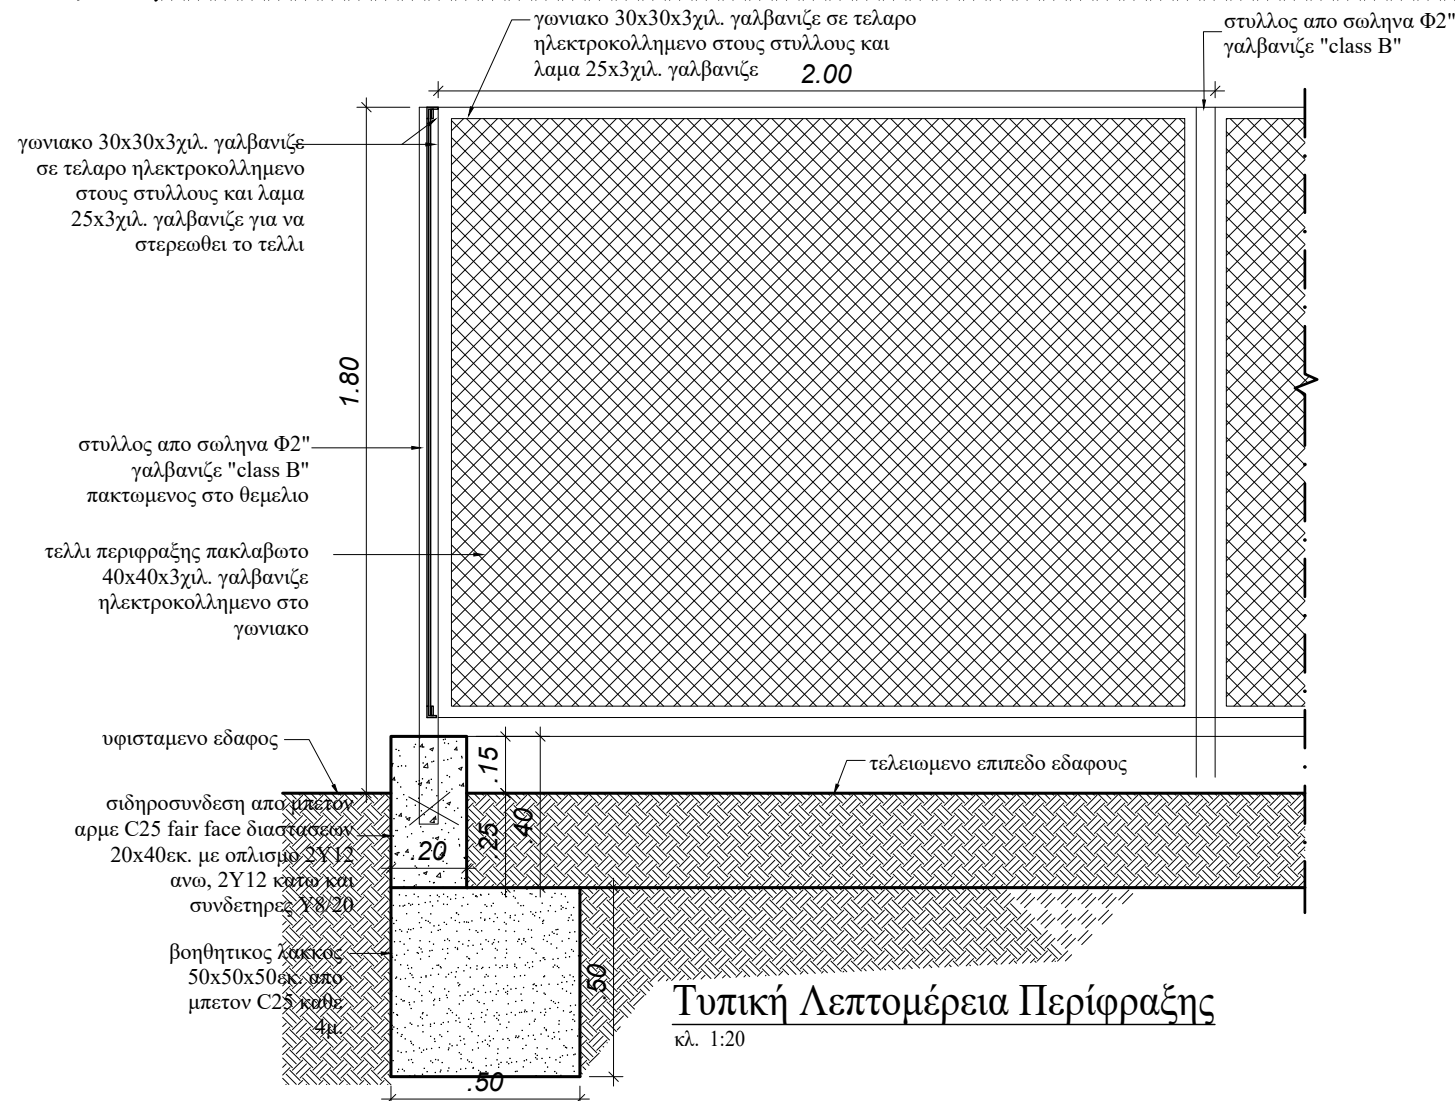 γωνιακο 30x30x3χιλ. γαλβανιζε σε τελαρο
ηλεκτροκολλημενο στους στυλλους και
λαμα 25x3χιλ. γαλβανιζε
2.00
στυλλος απο σωληνα Φ2"
γαλβανιζε "class B"
γωνιακο 30x30x3χιλ. γαλβανιζε
σε τελαρο ηλεκτροκολλημενο
στους στυλλους και λαμα
25x3χιλ. γαλβανιζε για να
στερεωθει το τελλι
1.80
στυλλος απο σωληνα Φ2"
γαλβανιζε "class B"
πακτωμενος στο θεμελιο
τελλι περιφραξης πακλαβωτο
40x40x3χιλ. γαλβανιζε
ηλεκτροκολλημενο στο
γωνιακο
υφισταμενο εδαφος
.15
τελειωμενο επιπεδο εδαφους
σιδηροσυνδεση απο μπετον
αρμε C25 fair face διαστασεων
20x40εκ. με οπλισμο 2Y12
ανω, 2Y12 κατω και
συνδετηρες Y8/20
.20
.25
.40
βοηθητικος λακκος
50x50x50εκ. απο
μπετον C25 καθε
4μ.
.50
.50
Τυπική Λεπτομέρεια Περίφραξης
κλ. 1:20